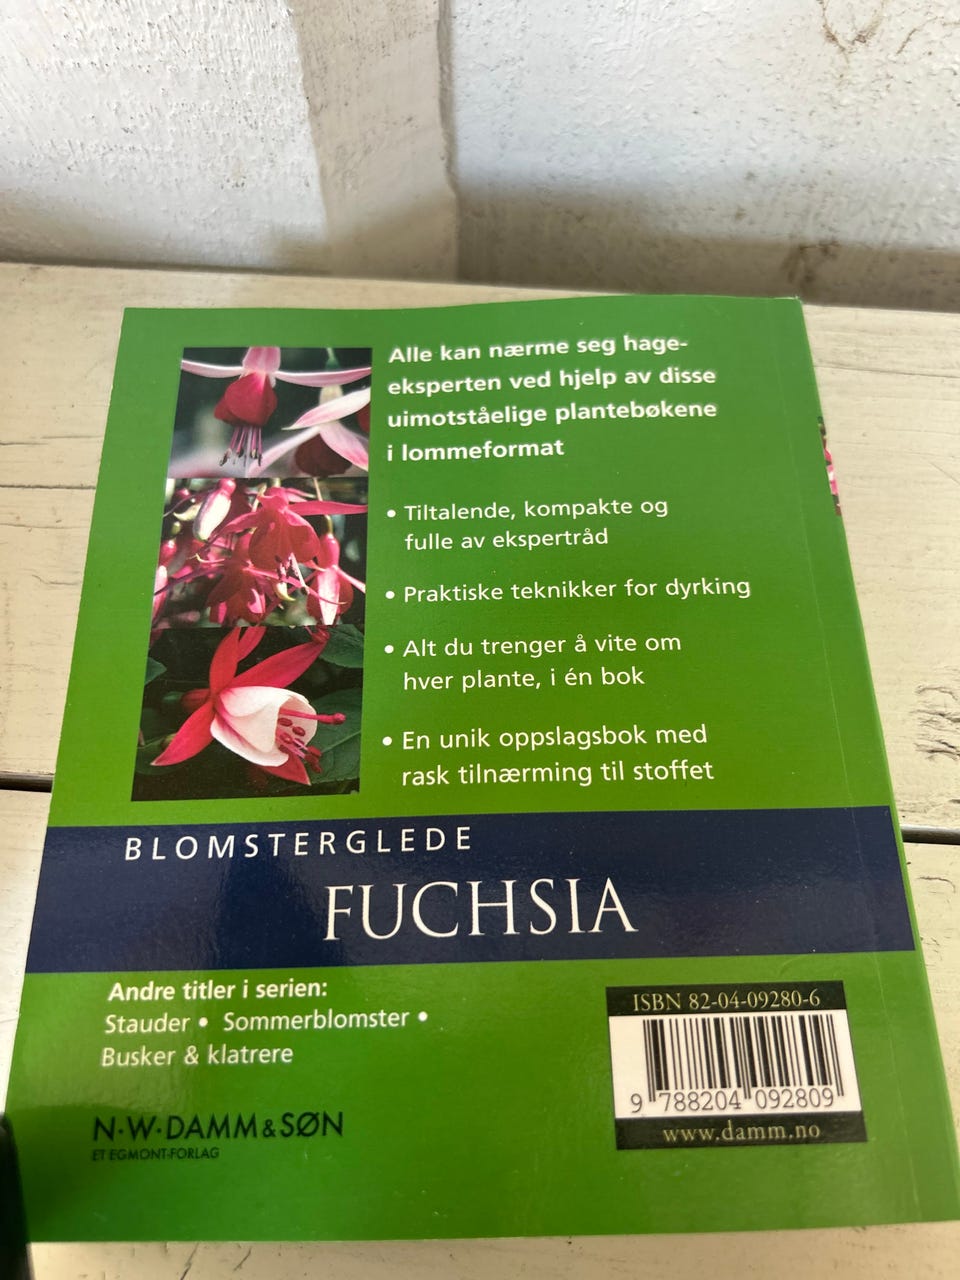 Alle kan nærme seg hage-
eksperten ved hjelp av disse
uimotståelige plantebøkene
i lommeformat
• Tiltalende, kompakte og
fulle av ekspertråd
• Praktiske teknikker for dyrking
• Alt du trenger å vite om
hver plante, i én bok
• En unik oppslagsbok med
rask tilnærming til stoffet
BLOMSTERGLEDE
FUCHSIA
Andre titler i serien:
Stauder • Sommerblomster •
Busker & klatrere
N·W·DAMM & SØN
ET EGMONT-FORLAG
ISBN 82-04-09280-6
9 788204 092809
www.damm.no